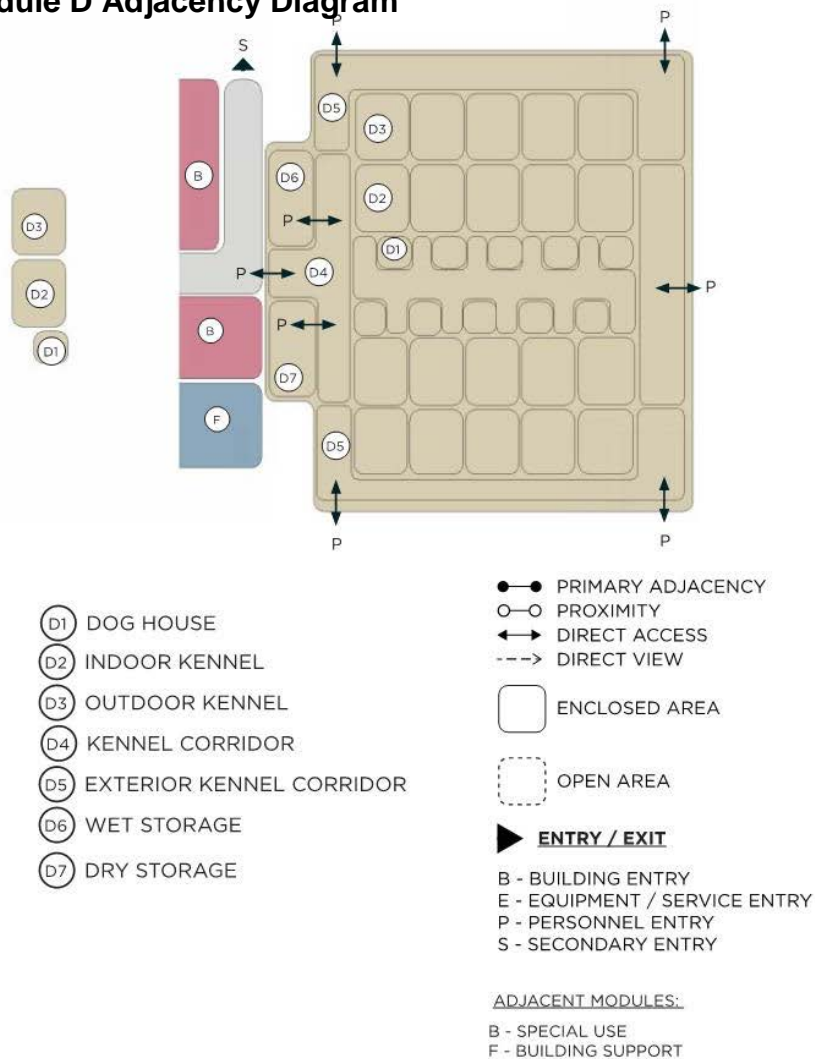 dule D Adjacency Diagram
P
P
S
D5
D3
B
D6
D2
D3
P
D1
P
D4
P
D2
B
P
D1
D7
F
D5
P
P
D1 DOG HOUSE
D2 INDOOR KENNEL
D3 OUTDOOR KENNEL
D4 KENNEL CORRIDOR
D5 EXTERIOR KENNEL CORRIDOR
D6 WET STORAGE
D7 DRY STORAGE
PRIMARY ADJACENCY
PROXIMITY
DIRECT ACCESS
DIRECT VIEW
ENCLOSED AREA
OPEN AREA
ENTRY / EXIT
B - BUILDING ENTRY
E - EQUIPMENT / SERVICE ENTRY
P - PERSONNEL ENTRY
S - SECONDARY ENTRY
ADJACENT MODULES:
B - SPECIAL USE
F - BUILDING SUPPORT